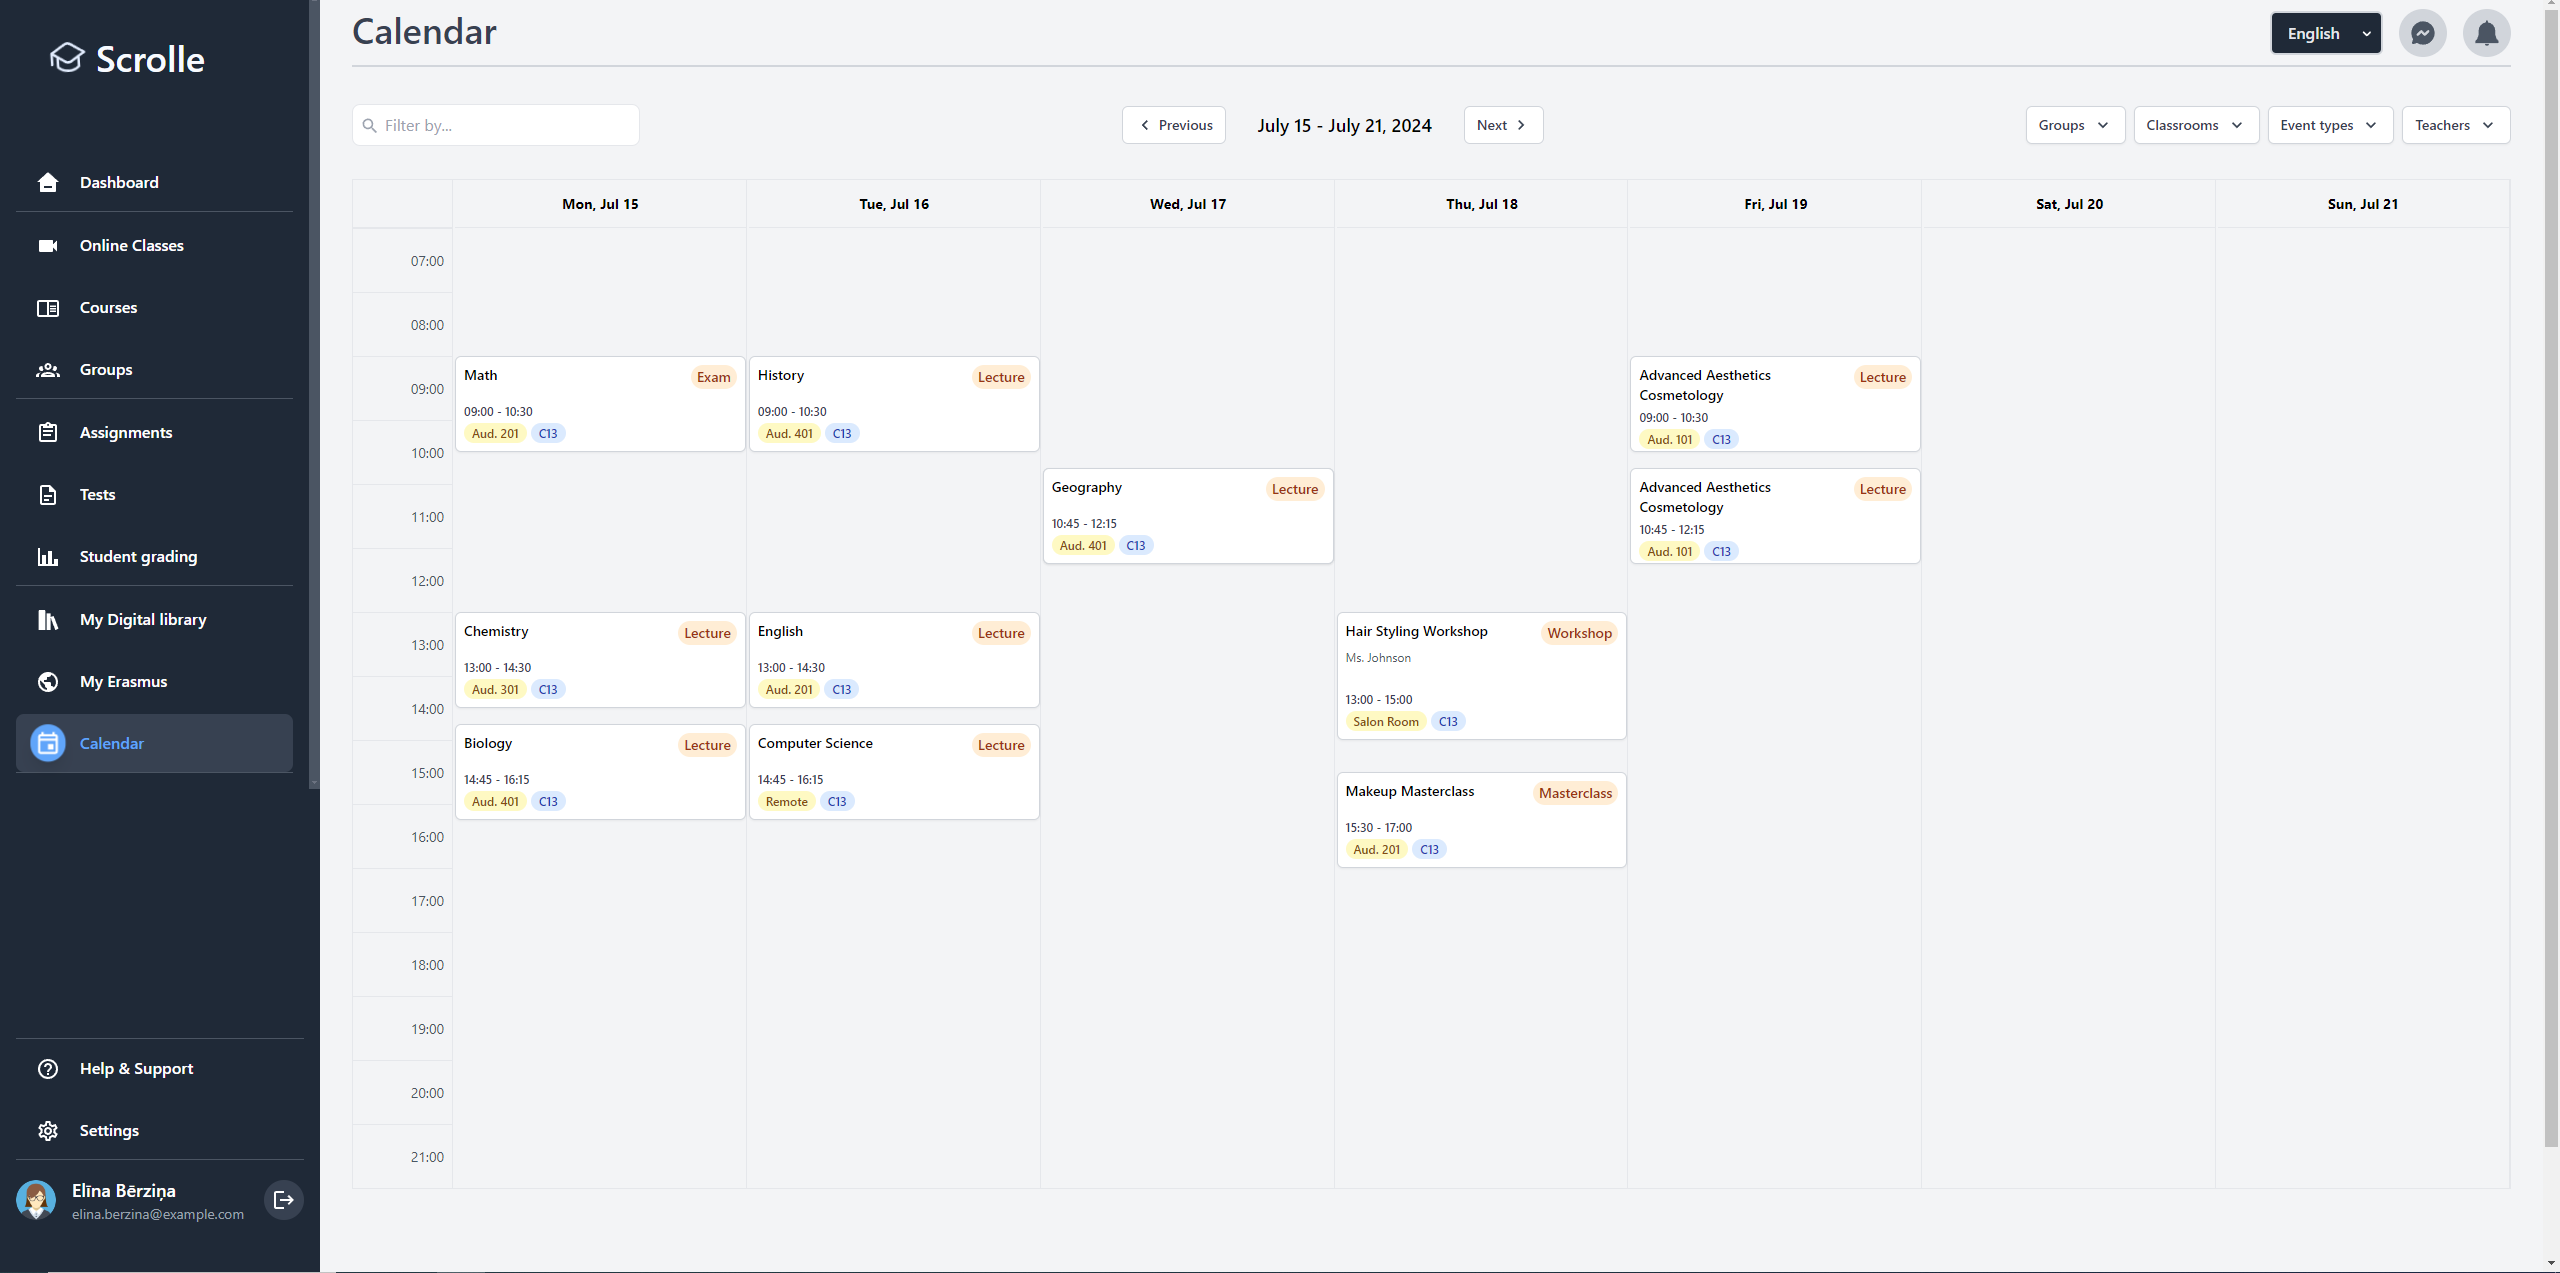 Scrolle
Dashboard
Online Classes
Courses
Groups
Assignments
Tests
Student grading
My Digital library
My Erasmus
Calendar
Help & Support
Settings
Elīna Bērziņa
elina.berzina@example.com
Calendar
English
Filter by...
Previous
July 15 - July 21, 2024
Next
Groups
Classrooms
Event types
Teachers
Mon, Jul 15
Tue, Jul 16
Wed, Jul 17
Thu, Jul 18
Fri, Jul 19
Sat, Jul 20
Sun, Jul 21
07:00
08:00
09:00
10:00
11:00
12:00
13:00
14:00
15:00
16:00
17:00
18:00
19:00
20:00
21:00
Math Exam
09:00 - 10:30
Aud. 201 C13
Chemistry Lecture
13:00 - 14:30
Aud. 301 C13
Biology Lecture
14:45 - 16:15
Aud. 401 C13
History Lecture
09:00 - 10:30
Aud. 401 C13
English Lecture
13:00 - 14:30
Aud. 201 C13
Computer Science Lecture
14:45 - 16:15
Remote C13
Geography Lecture
10:45 - 12:15
Aud. 401 C13
Hair Styling Workshop Workshop
Ms. Johnson
13:00 - 15:00
Salon Room C13
Makeup Masterclass Masterclass
15:30 - 17:00
Aud. 201 C13
Advanced Aesthetics Lecture
Cosmetology
09:00 - 10:30
Aud. 101 C13
Advanced Aesthetics Lecture
Cosmetology
10:45 - 12:15
Aud. 101 C13